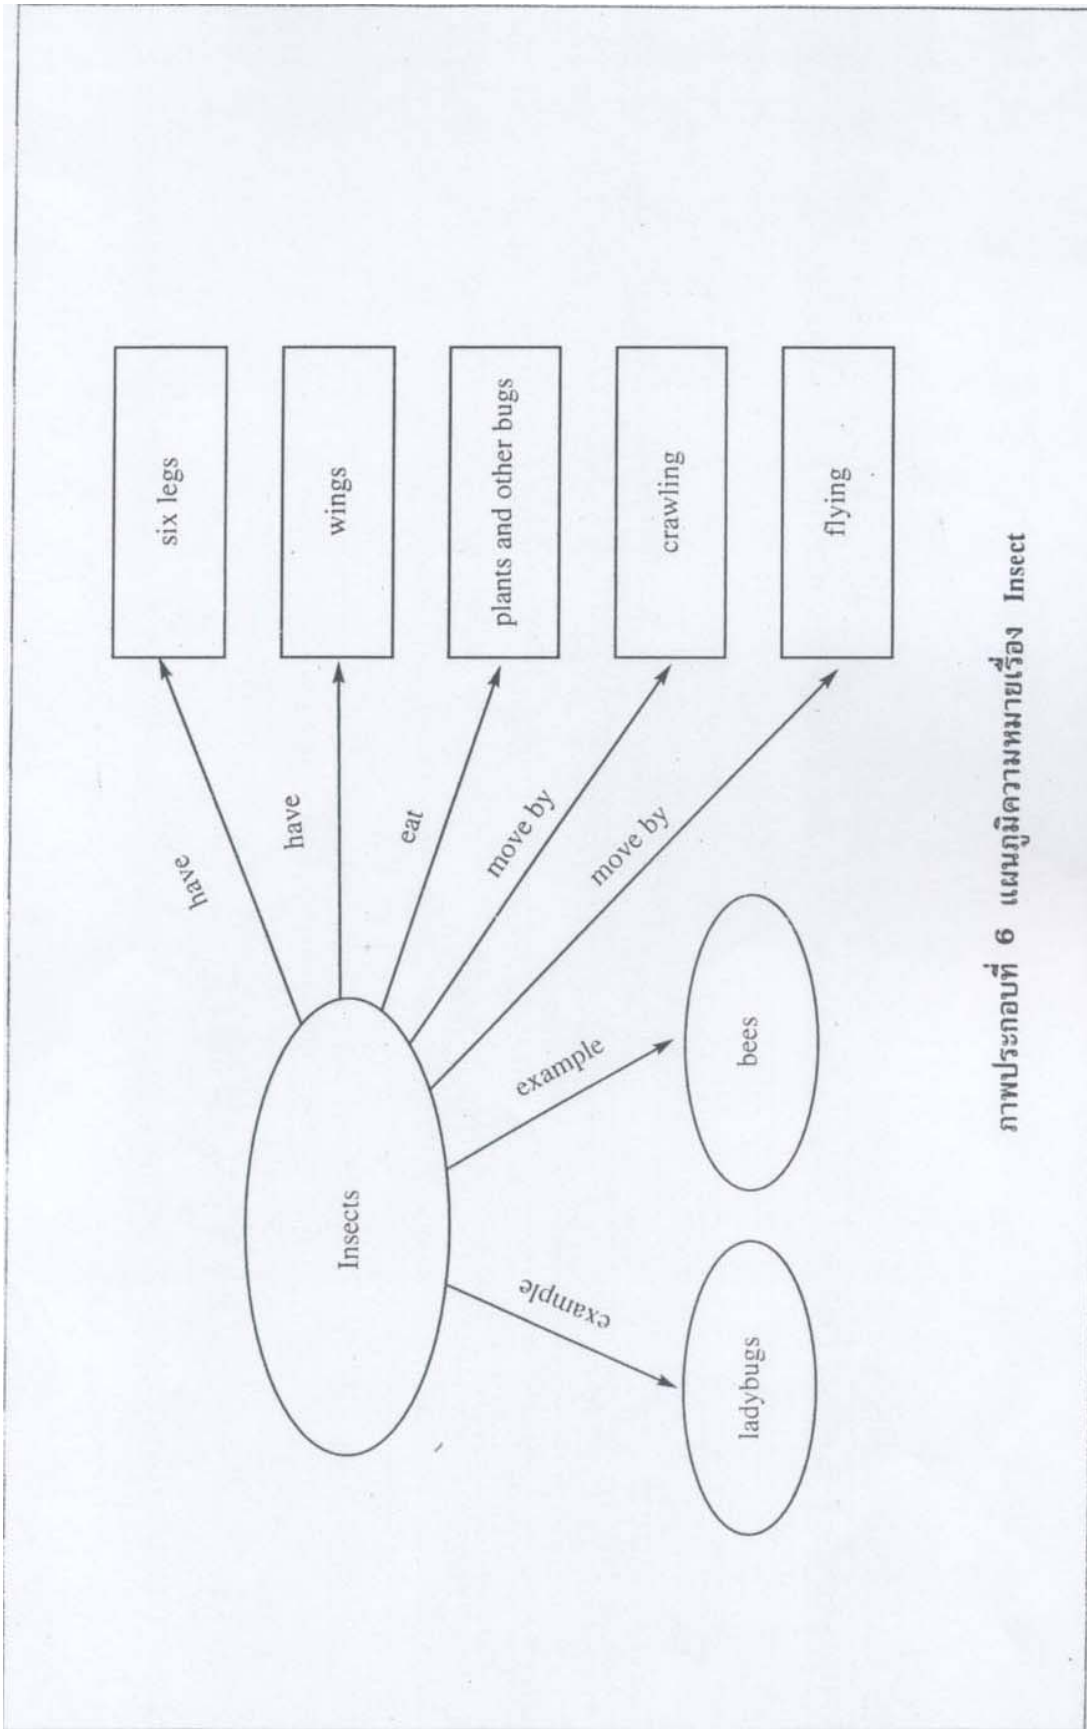 Insects
have
six legs
have
wings
eat
plants and other bugs
move by
crawling
move by
flying
example
ladybugs
example
bees
ภาพประกอบที่ 6 แผนภูมิความหมายเรื่อง Insect